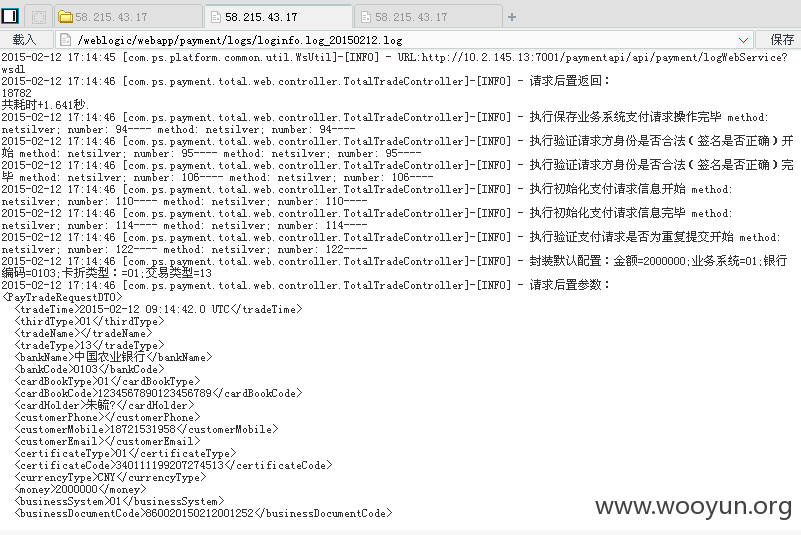 58.215.43.17
58.215.43.17
58.215.43.17
+
载入
/weblogic/webapp/payment/logs/loginfo.log_20150212.log
保存
2015-02-12 17:14:45 [com.ps.platform.common.util.WsUtil]-[INFO] - URL:http://10.2.145.13:7001/paymentapi/api/payment/logWebService?
wsdl
2015-02-12 17:14:46 [com.ps.payment.total.web.controller.TotalTradeController]-[INFO] - 请求后置返回：
18782
共耗时+1.641秒.
2015-02-12 17:14:46 [com.ps.payment.total.web.controller.TotalTradeController]-[INFO] - 执行保存业务系统支付请求操作完毕 method:
netsilver; number: 94---- method: netsilver; number: 94----
2015-02-12 17:14:46 [com.ps.payment.total.web.controller.TotalTradeController]-[INFO] - 执行验证请求方身份是否合法(签名是否正确)开
始 method: netsilver; number: 95---- method: netsilver; number: 95----
2015-02-12 17:14:46 [com.ps.payment.total.web.controller.TotalTradeController]-[INFO] - 执行验证请求方身份是否合法(签名是否正确)完
毕 method: netsilver; number: 106---- method: netsilver; number: 106----
2015-02-12 17:14:46 [com.ps.payment.total.web.controller.TotalTradeController]-[INFO] - 执行初始化支付请求信息开始 method:
netsilver; number: 110---- method: netsilver; number: 110----
2015-02-12 17:14:46 [com.ps.payment.total.web.controller.TotalTradeController]-[INFO] - 执行初始化支付请求信息完毕 method:
netsilver; number: 114---- method: netsilver; number: 114----
2015-02-12 17:14:46 [com.ps.payment.total.web.controller.TotalTradeController]-[INFO] - 执行验证支付请求是否为重复提交开始 method:
netsilver; number: 122---- method: netsilver; number: 122----
2015-02-12 17:14:46 [com.ps.payment.total.web.controller.TotalTradeController]-[INFO] - 封装默认配置：金额=2000000;业务系统=01;银行
编码=0103;卡折类型：=01;交易类型=13
2015-02-12 17:14:46 [com.ps.payment.total.web.controller.TotalTradeController]-[INFO] - 请求后置参数：
<PayTradeRequestDTO>
<tradeTime>2015-02-12 09:14:42.0 UTC</tradeTime>
<thirdType>01</thirdType>
<tradeName></tradeName>
<tradeType>13</tradeType>
<bankName>中国农业银行</bankName>
<bankCode>0103</bankCode>
<cardBookType>01</cardBookType>
<cardBookCode>1234567890123456789</cardBookCode>
<cardHolder>朱毓?</cardHolder>
<customerPhone></customerPhone>
<customerMobile>18721531958</customerMobile>
<customerEmail></customerEmail>
<certificateType>01</certificateType>
<certificateCode>340111199207274513</certificateCode>
<currencyType>CNY</currencyType>
<money>2000000</money>
<businessSystem>01</businessSystem>
<businessDocumentCode>860020150212001252</businessDocumentCode>
www.wooyun.org